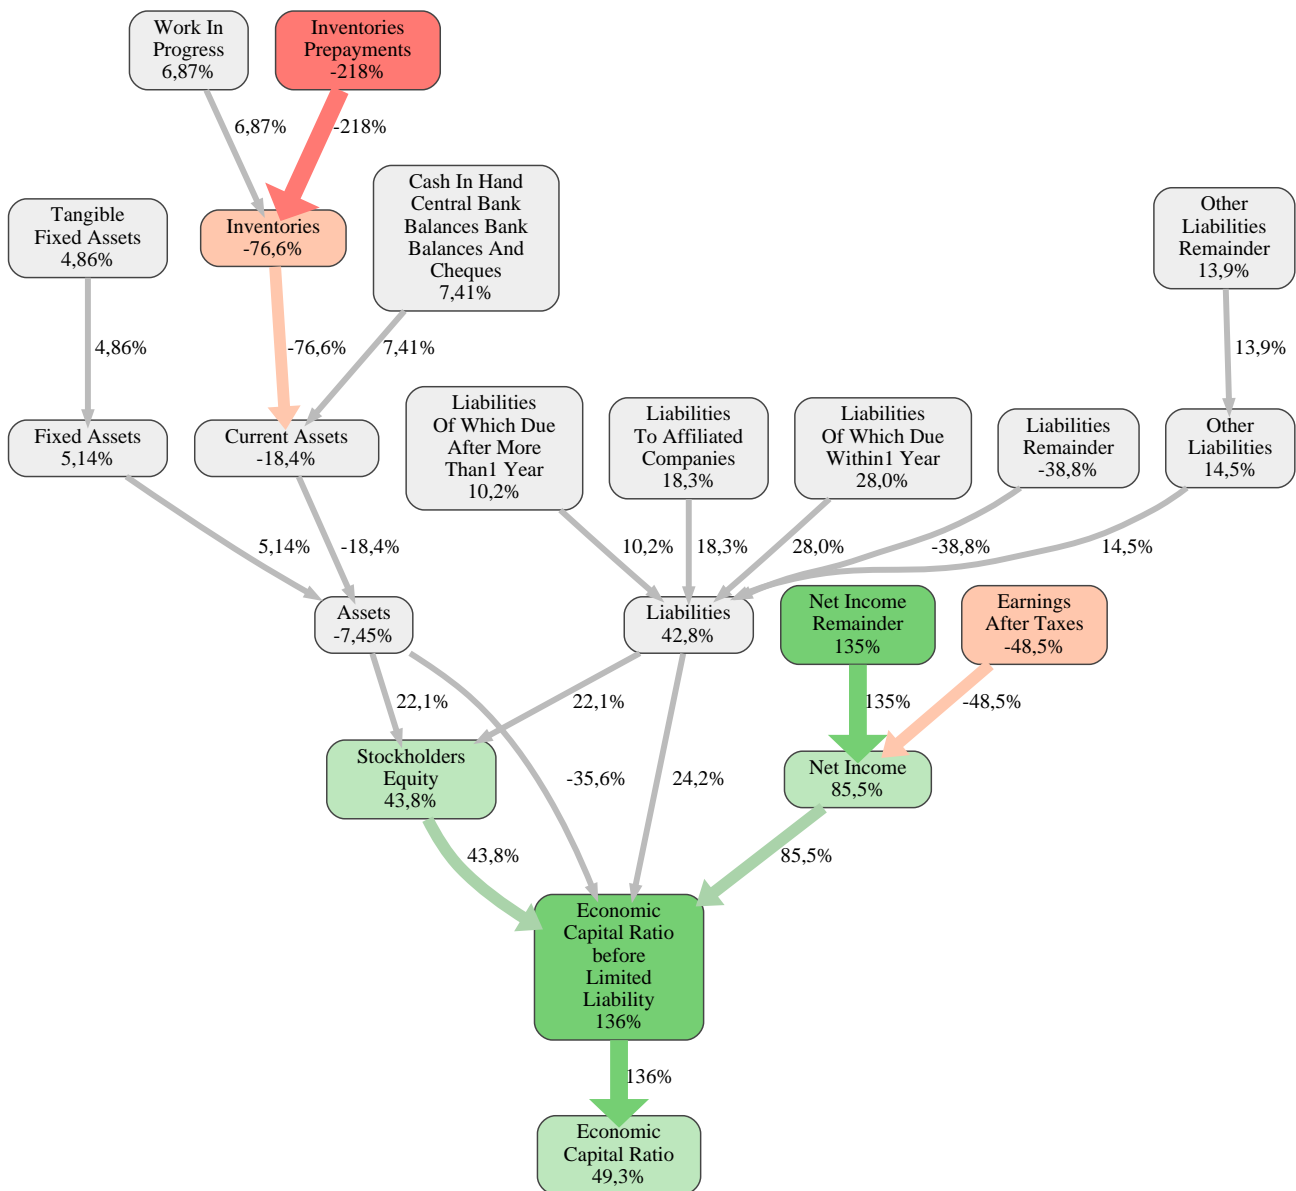 Work In
Progress
6,87%
Inventories
Prepayments
-218%
6,87%
-218%
Tangible
Fixed Assets
4,86%
Inventories
-76,6%
Cash In Hand
Central Bank
Balances Bank
Balances And
Cheques
7,41%
Other
Liabilities
Remainder
13,9%
4,86%
-76,6%
7,41%
13,9%
Fixed Assets
5,14%
Current Assets
-18,4%
Liabilities
Of Which Due
After More
Than1 Year
10,2%
Liabilities
To Affiliated
Companies
18,3%
Liabilities
Of Which Due
Within1 Year
28,0%
Liabilities
Remainder
-38,8%
Other
Liabilities
14,5%
5,14%
-18,4%
10,2%
18,3%
28,0%
-38,8%
14,5%
Assets
-7,45%
Liabilities
42,8%
Net Income
Remainder
135%
Earnings
After Taxes
-48,5%
22,1%
22,1%
135%
-48,5%
Stockholders
Equity
43,8%
-35,6%
24,2%
Net Income
85,5%
43,8%
85,5%
Economic
Capital Ratio
before
Limited
Liability
136%
136%
Economic
Capital Ratio
49,3%